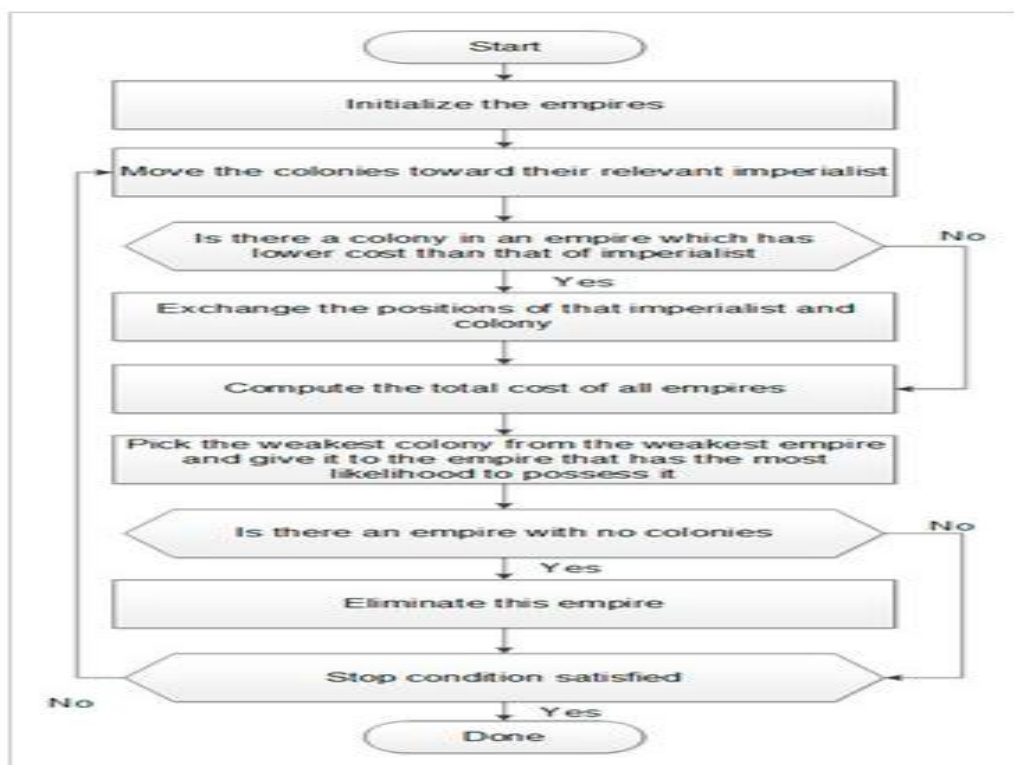 Start
Initialize the empires
Move the colonies toward their relevant imperialist
Is there a colony in an empire which has
lower cost than that of imperialist
No
Yes
Exchange the positions of that imperialist and
colony
Compute the total cost of all empires
Pick the weakest colony from the weakest empire
and give it to the empire that has the most
likelihood to possess it
Is there an empire with no colonies
No
Yes
Eliminate this empire
Stop condition satisfied
No
Yes
Done